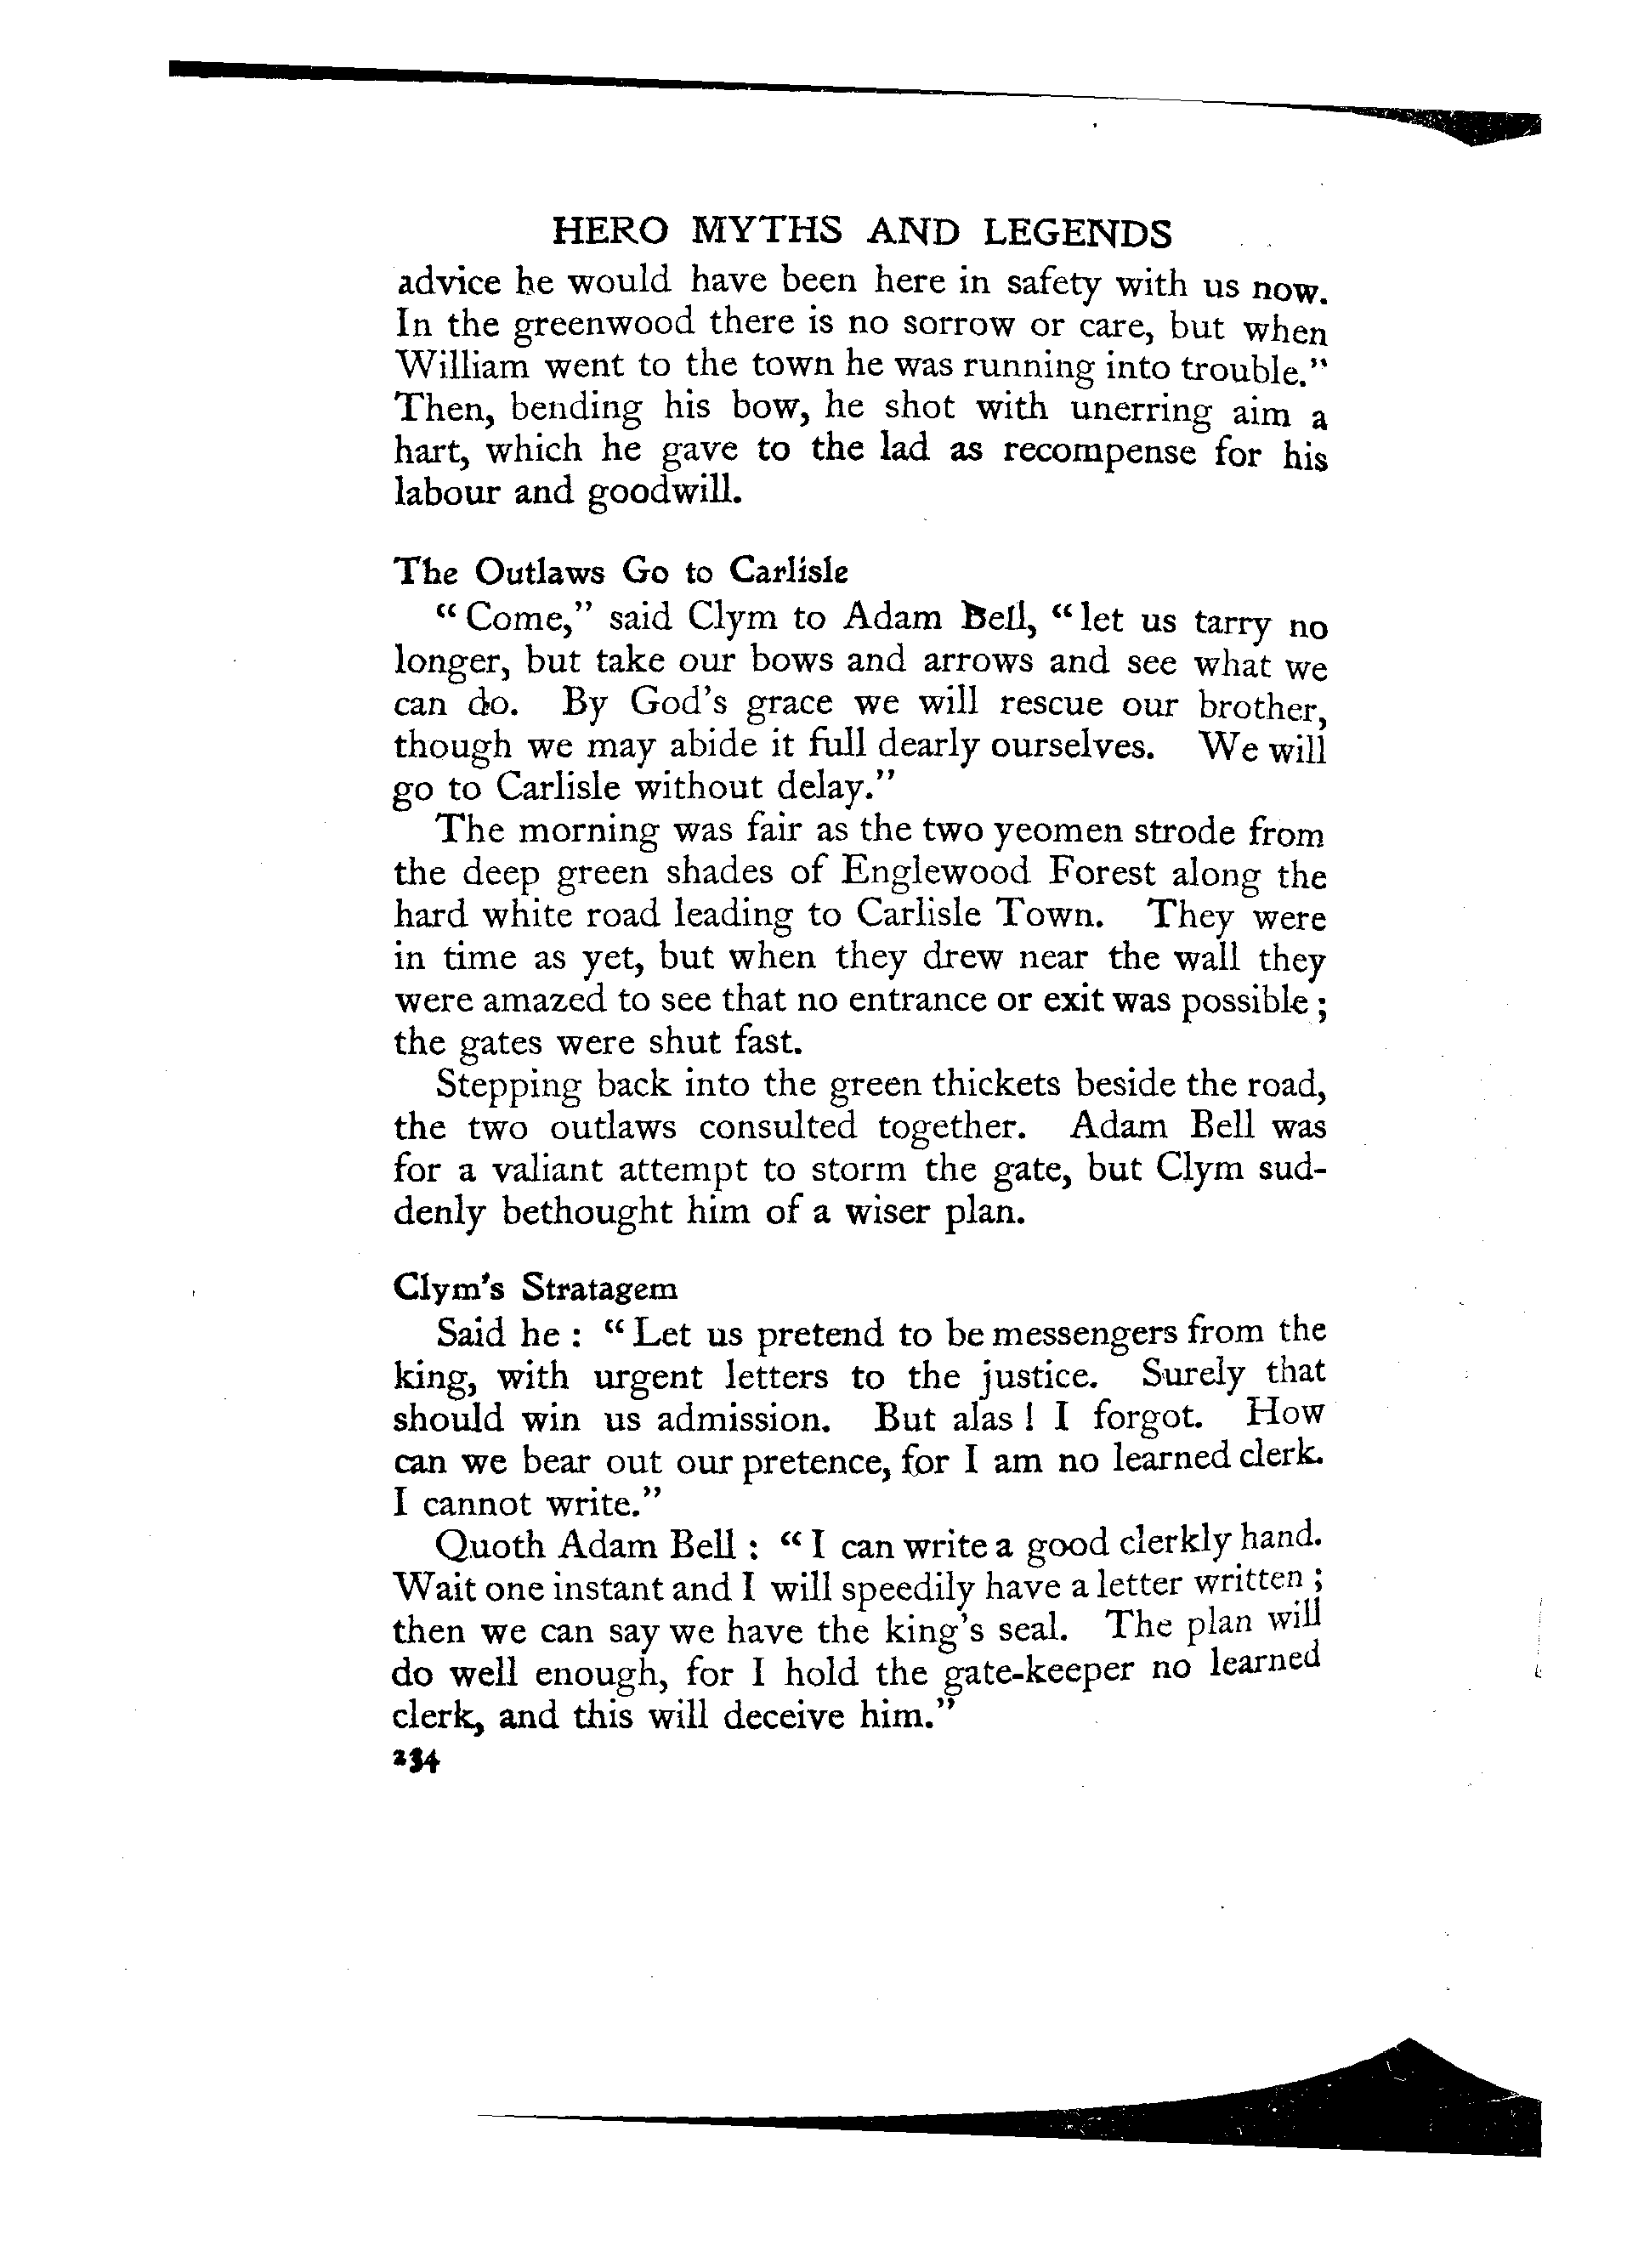 HERO MYTHS AND LEGENDS
advice he would have been here in safety with us now.
In the greenwood there is no sorrow or care, but when
William went to the town he was running into trouble."
Then, bending his bow, he shot with unerring aim a
hart, which he gave to the lad as recompense for his
labour and goodwill.
The Outlaws Go to Carlisle
"Come," said Clym to Adam Bell, "let us tarry no
longer, but take our bows and arrows and see what we
can do. By God's grace we will rescue our brother,
though we may abide it full dearly ourselves. We will
go to Carlisle without delay."
The morning was fair as the two yeomen strode from
the deep green shades of Englewood Forest along the
hard white road leading to Carlisle Town. They were
in time as yet, but when they drew near the wall they
were amazed to see that no entrance or exit was possible;
the gates were shut fast.
Stepping back into the green thickets beside the road,
the two outlaws consulted together. Adam Bell was
for a valiant attempt to storm the gate, but Clym sud-
denly bethought him of a wiser plan.
Clym's Stratagem
Said he: "Let us pretend to be messengers from the
king, with urgent letters to the justice. Surely that
should win us admission. But alas! I forgot. How
can we bear out our pretence, for I am no learned clerk.
I cannot write."
Quoth Adam Bell: "I can write a good clerkly hand.
Wait one instant and I will speedily have a letter written;
then we can say we have the king's seal. The plan will
do well enough, for I hold the gate-keeper no learned
clerk, and this will deceive him."
234